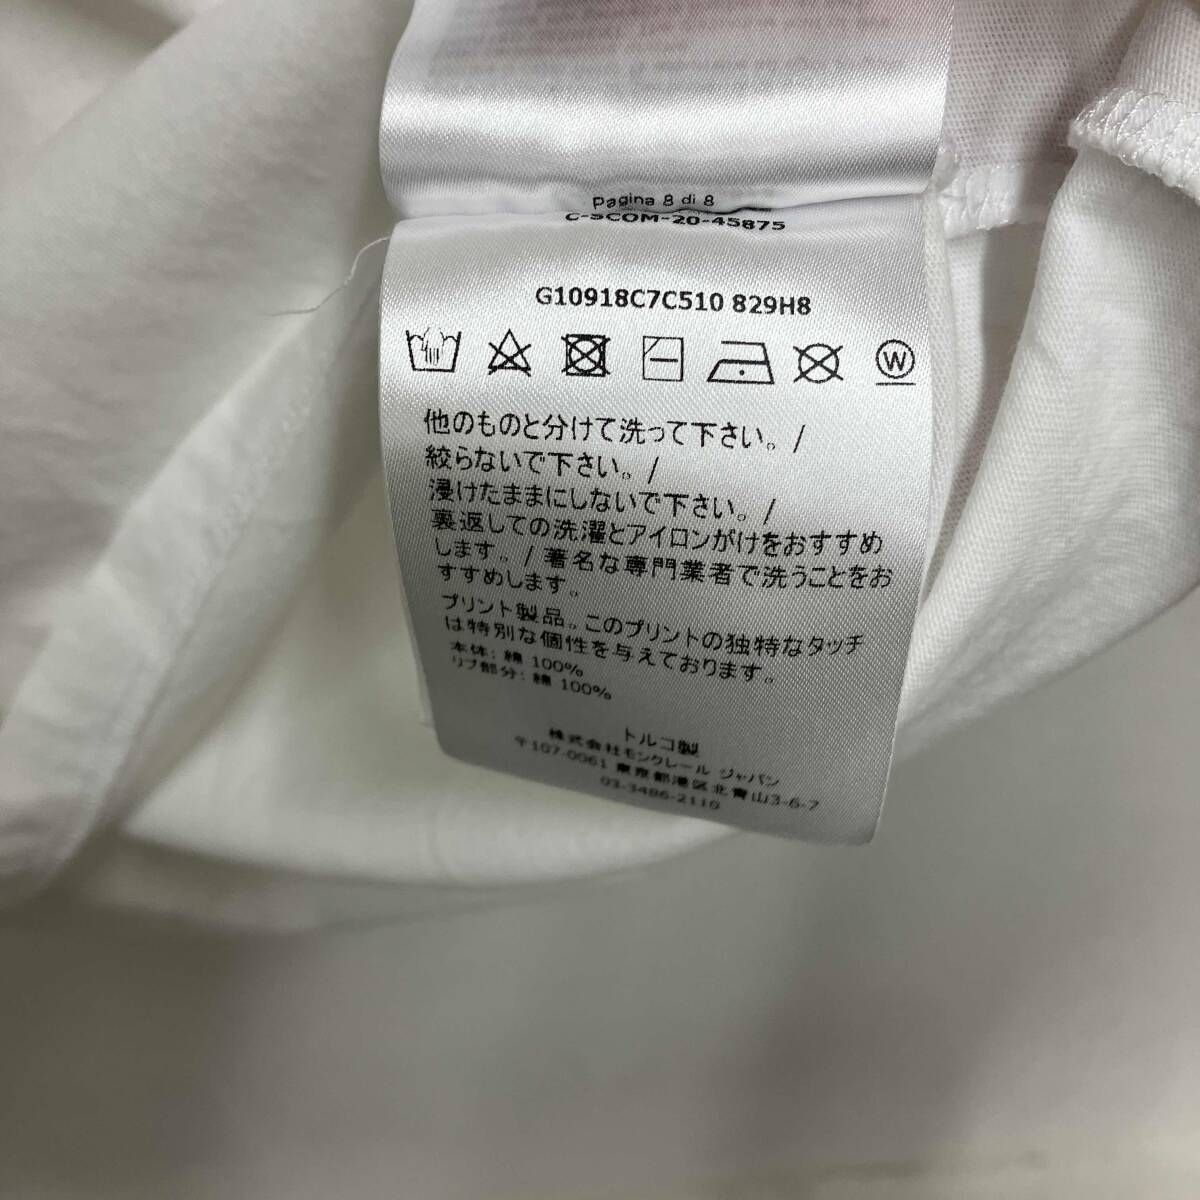 Pagina 8 di 8
C-SCOM-20-45875
G10918C7C510 829H8
W
他のものと分けて洗って下さい。/
絞らないで下さい。/
浸けたままにしないで下さい。/
裏返しての洗濯とアイロンがけをおすすめ
します。/ 著名な専門業者で洗うことをお
すすめします。
プリント製品。このプリントの独特なタッチ
は特別な個性を与えております。
本体: 綿 100%
リブ部分: 綿 100%
トルコ製
株式会社モンクレール ジャパン
〒107-0061 東京都港区北青山3-6-7
03-3486-2110